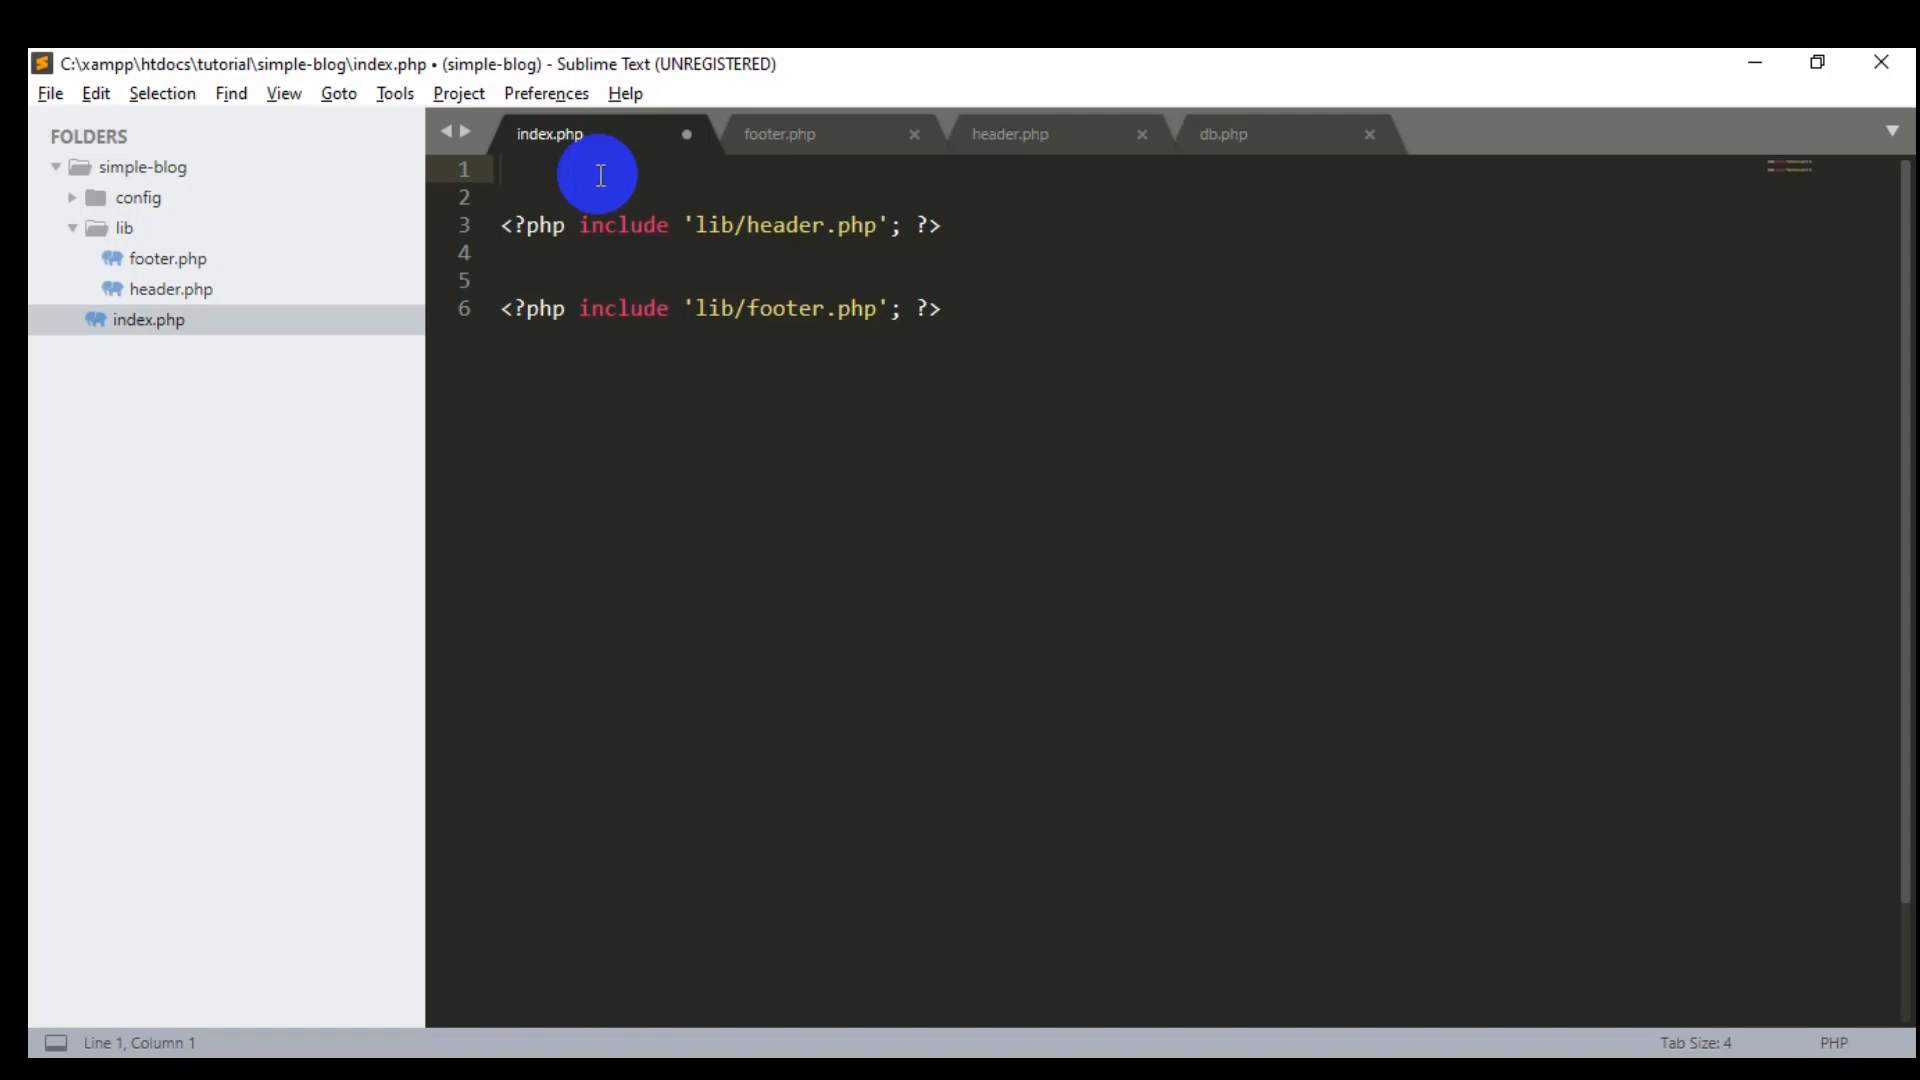 C:\xampp\htdocs\tutorial\simple-blog\index.php • (simple-blog) - Sublime Text (UNREGISTERED)
File Edit Selection Find View Goto Tools Project Preferences Help
FOLDERS
simple-blog
config
lib
footer.php
header.php
index.php
index.php footer.php header.php db.php
1
2
3 <?php include 'lib/header.php'; ?>
4
5
6 <?php include 'lib/footer.php'; ?>
Line 1, Column 1 Tab Size: 4 PHP